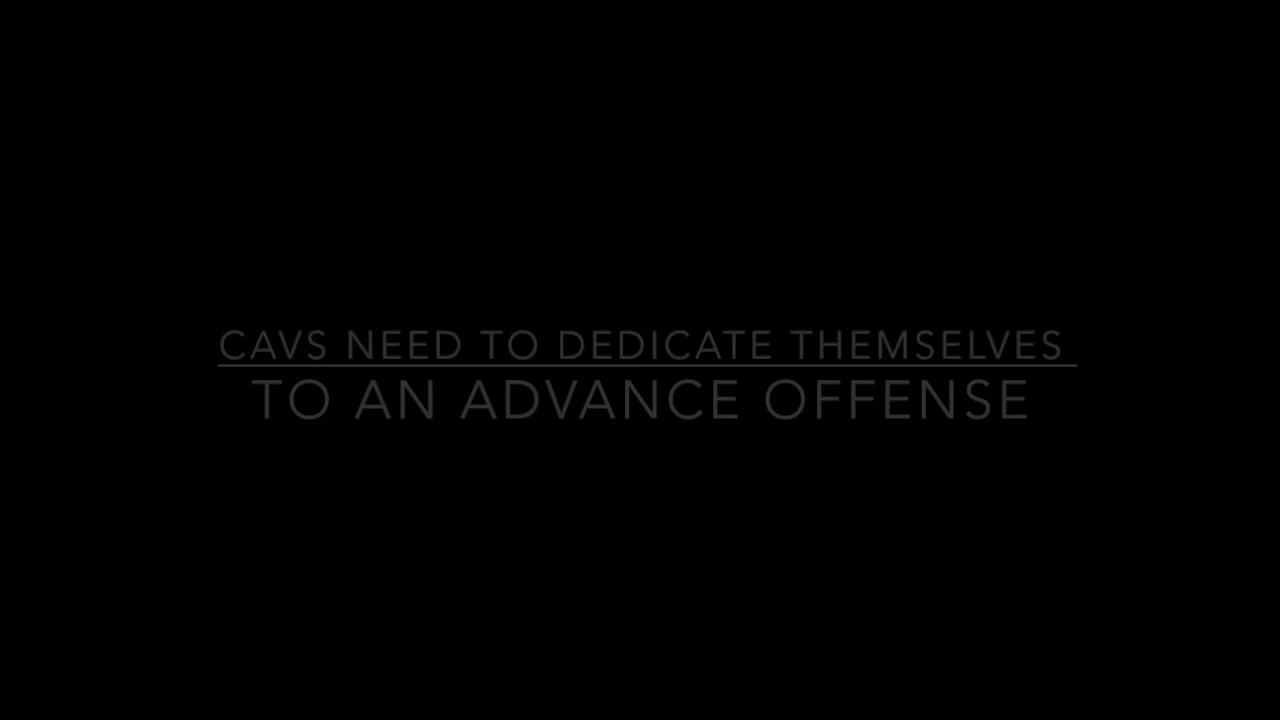 CAVS NEED TO DEDICATE THEMSELVES
TO AN ADVANCE OFFENSE